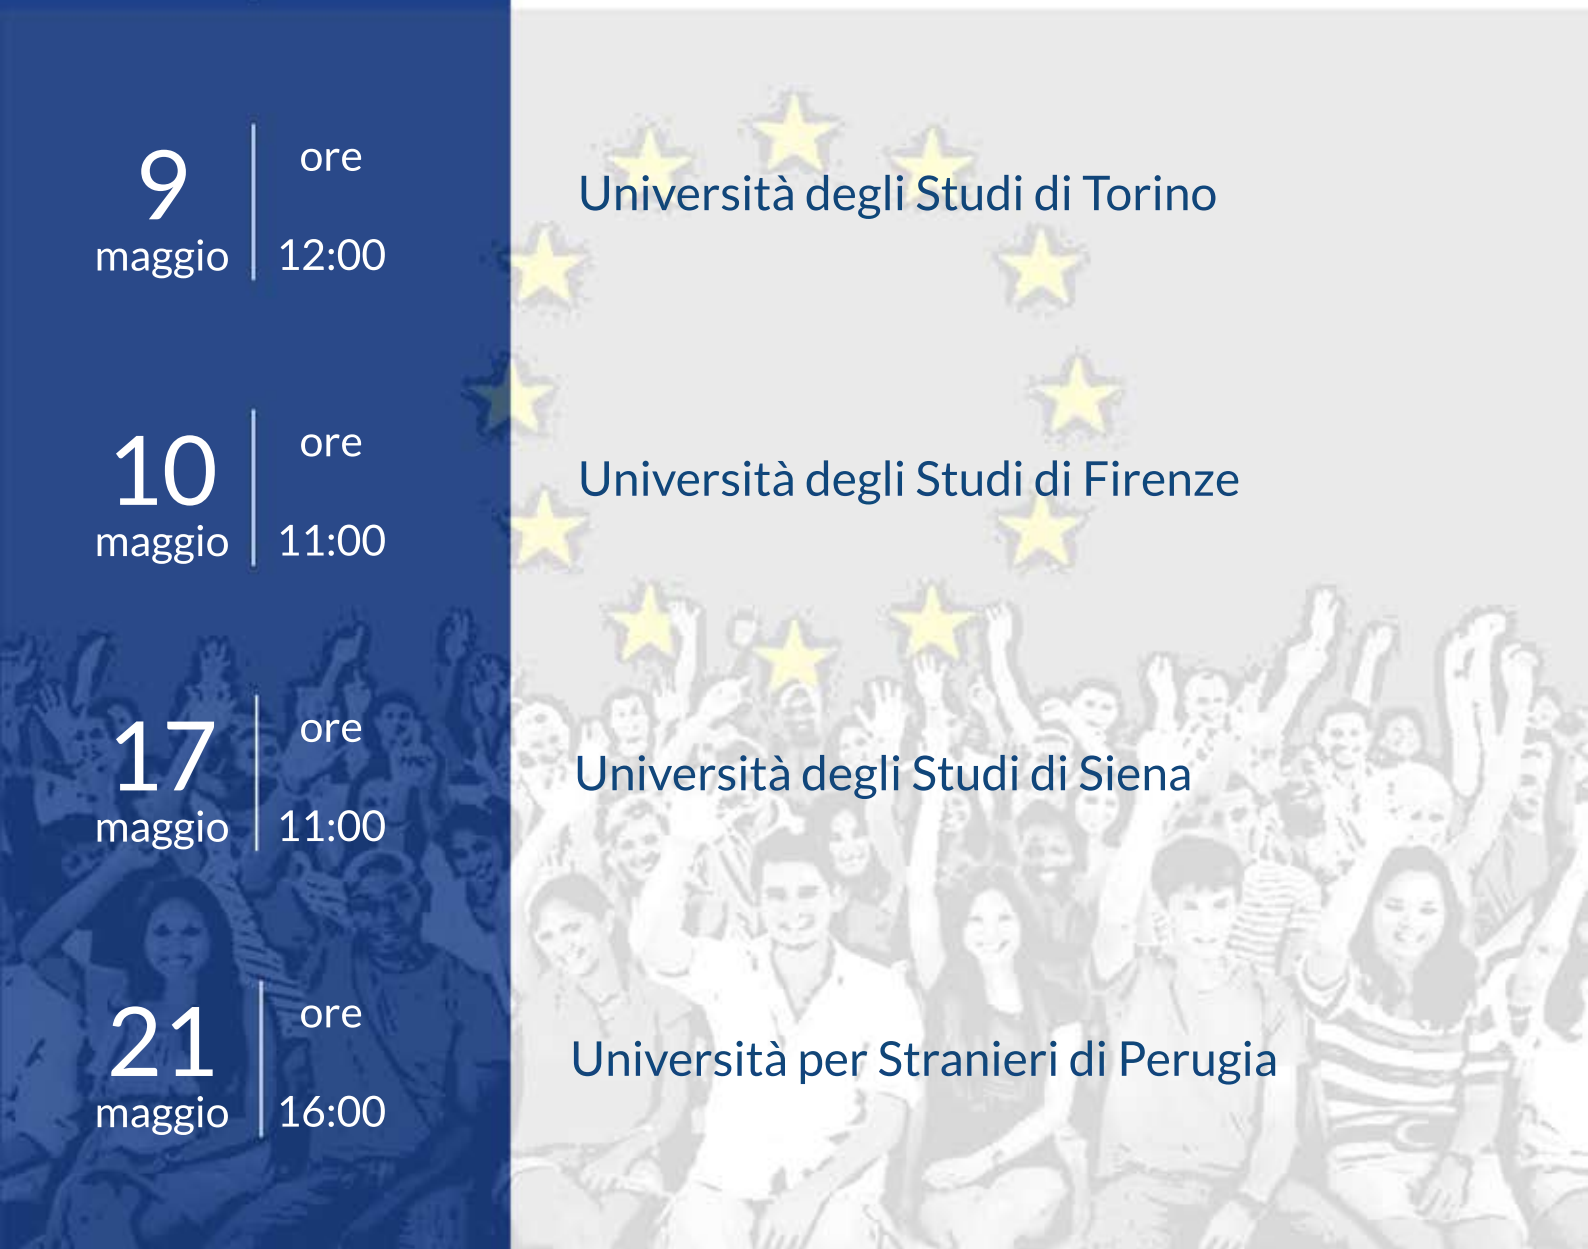 9
maggio
ore
12:00
Università degli Studi di Torino
10
maggio
ore
11:00
Università degli Studi di Firenze
17
maggio
ore
11:00
Università degli Studi di Siena
21
maggio
ore
16:00
Università per Stranieri di Perugia